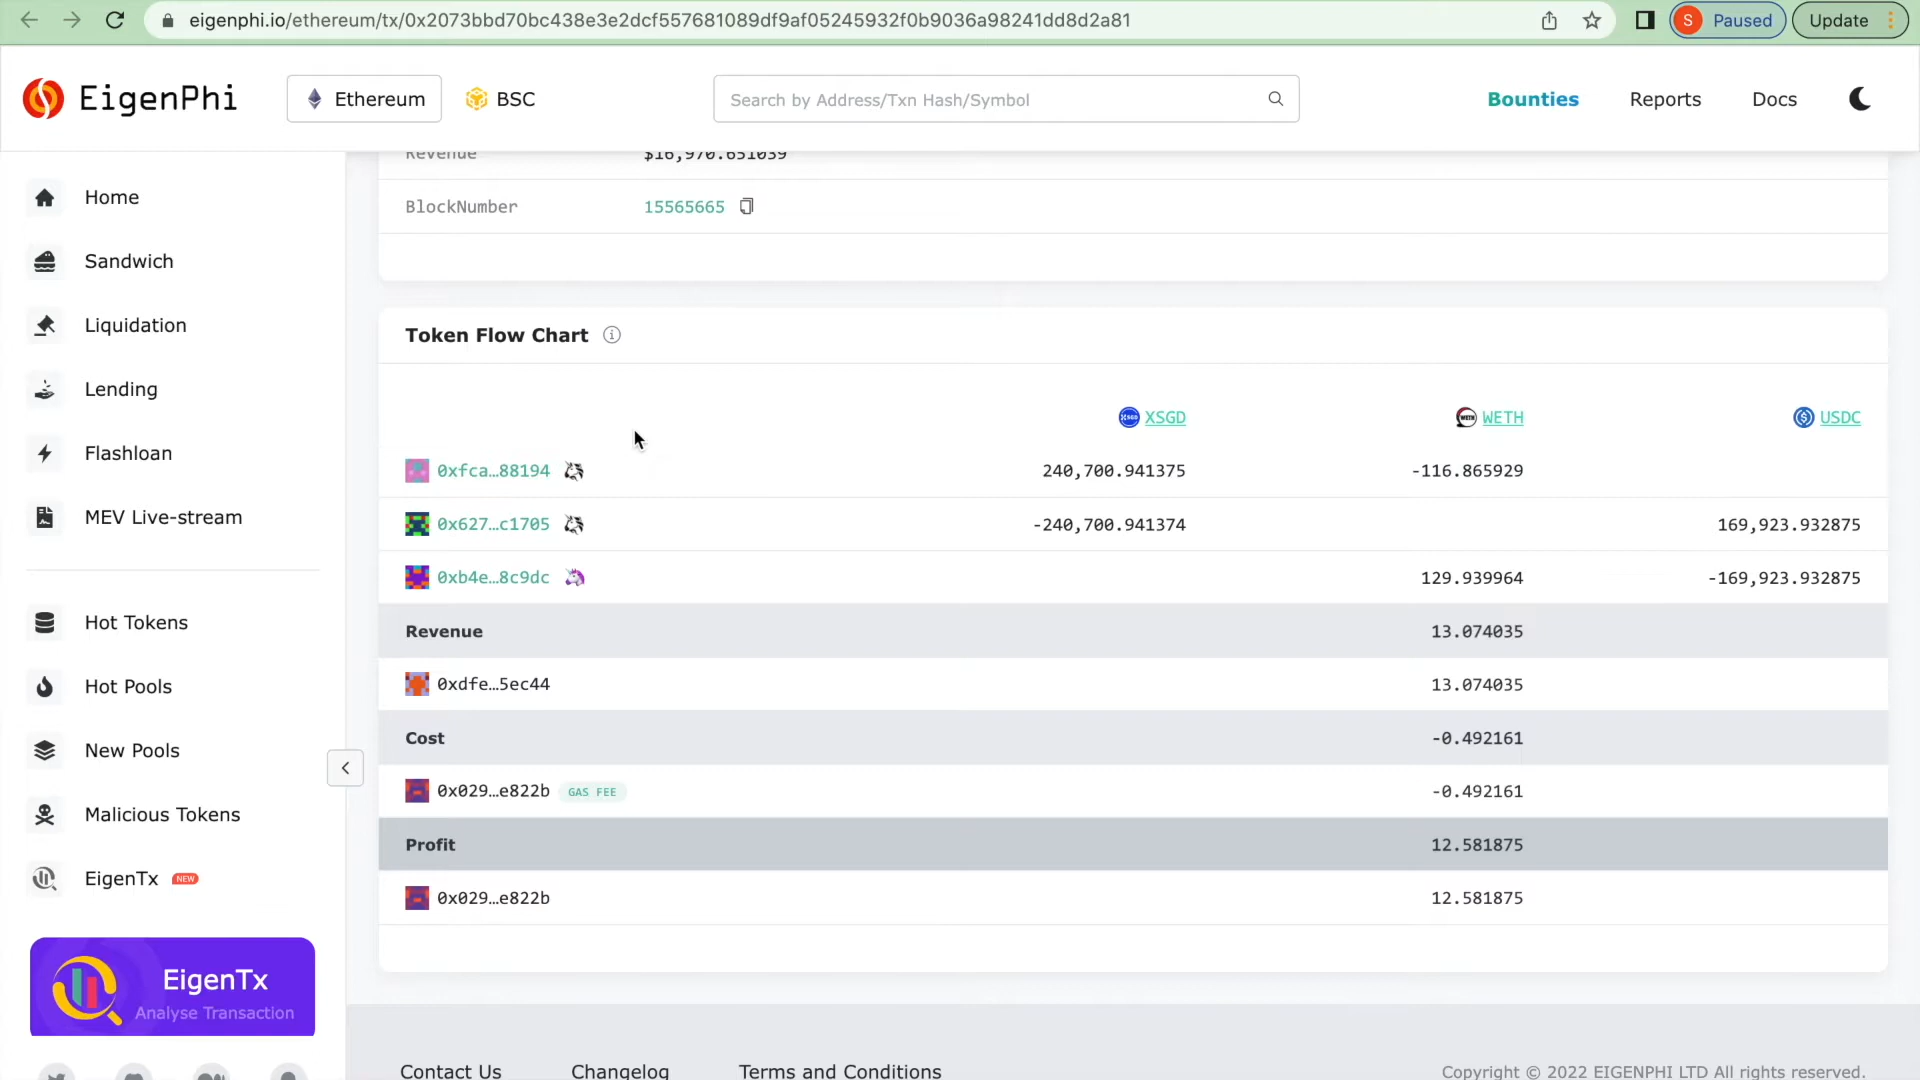 eigenphi.io/ethereum/tx/0x2073bbd70bc438e3e2dcf557681089df9af05245932f0b9036a98241dd8d2a81
S Paused Update
EigenPhi Ethereum BSC Search by Address/Txn Hash/Symbol Bounties Reports Docs
Revenue $16,970.651039
BlockNumber 15565665
Home
Sandwich
Liquidation
Lending
Flashloan
MEV Live-stream
Hot Tokens
Hot Pools
New Pools
Malicious Tokens
EigenTx NEW
EigenTx
Analyse Transaction
Token Flow Chart
XSGD WETH USDC
0xfca…88194 240,700.941375 -116.865929
0x627…c1705 -240,700.941374 169,923.932875
0xb4e…8c9dc 129.939964 -169,923.932875
Revenue 13.074035
0xdfe…5ec44 13.074035
Cost -0.492161
0x029…e822b GAS FEE -0.492161
Profit 12.581875
0x029…e822b 12.581875
Contact Us Changelog Terms and Conditions Copyright © 2022 EIGENPHI LTD All rights reserved.